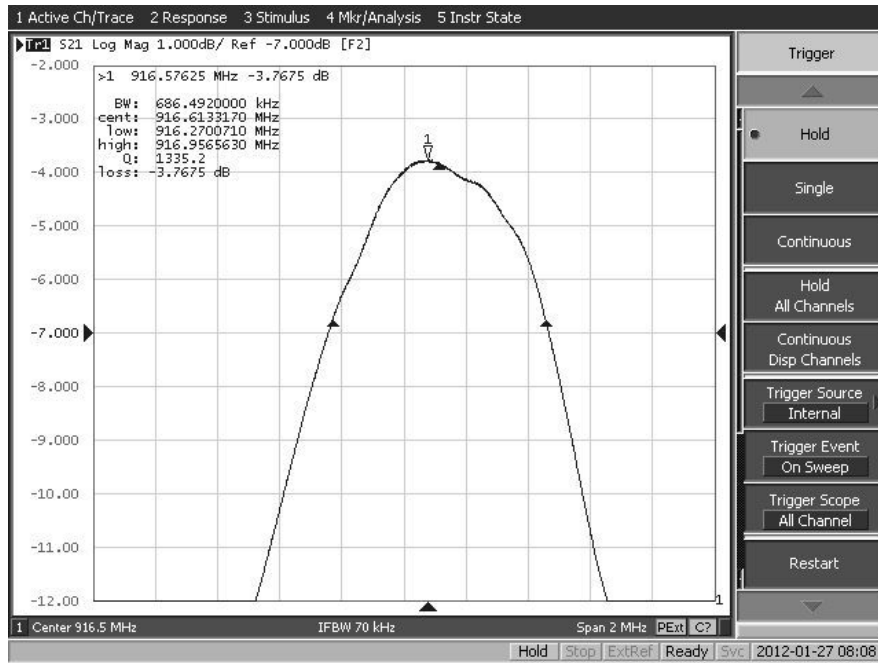 1 Active Ch/Trace 2 Response 3 Stimulus 4 Mkr/Analysis 5 Instr State
Tr1 S21 Log Mag 1.000dB/ Ref -7.000dB [F2]
>1 916.57625 MHz -3.7675 dB
BW: 686.4920000 kHz
cent: 916.6133170 MHz
low: 916.2700710 MHz
high: 916.9565630 MHz
Q: 1335.2
loss: -3.7675 dB
-2.000
-3.000
-4.000
-5.000
-6.000
-7.000
-8.000
-9.000
-10.00
-11.00
-12.00
1
1
1 Center 916.5 MHz IFBW 70 kHz Span 2 MHz PExt C?
Trigger
Hold
Single
Continuous
Hold
All Channels
Continuous
Disp Channels
Trigger Source
Internal
Trigger Event
On Sweep
Trigger Scope
All Channel
Restart
Hold Stop ExtRef Ready Svc 2012-01-27 08:08